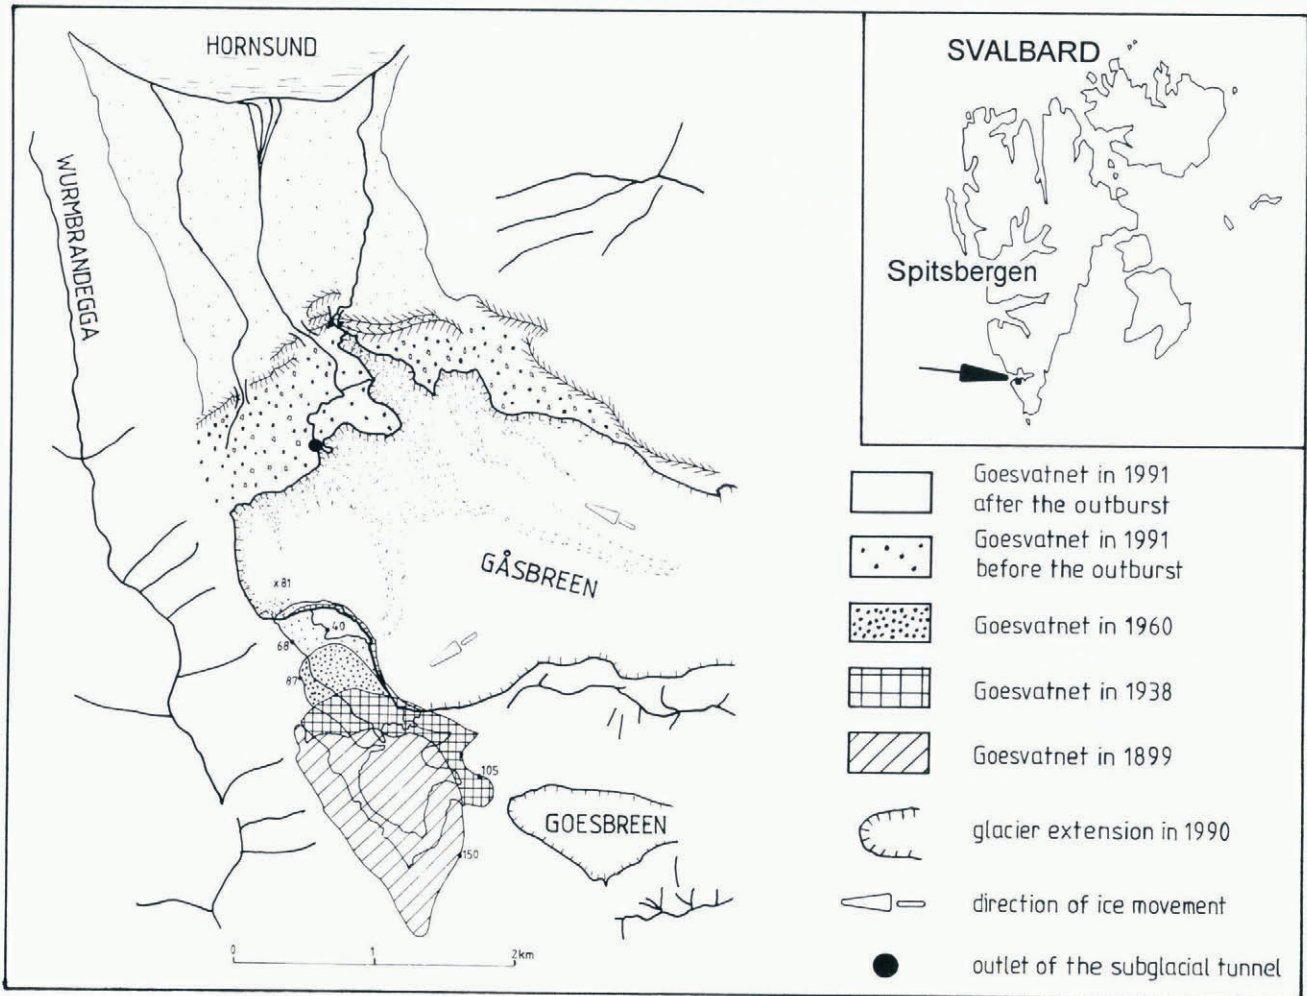 HORNSUND
WURMBRANDEGGA
GÅSBREEN
x 81
40
68
87
105
150
GOESBREEN
0 1 2km
SVALBARD
Spitsbergen
Goesvatnet in 1991
after the outburst
Goesvatnet in 1991
before the outburst
Goesvatnet in 1960
Goesvatnet in 1938
Goesvatnet in 1899
glacier extension in 1990
direction of ice movement
outlet of the subglacial tunnel